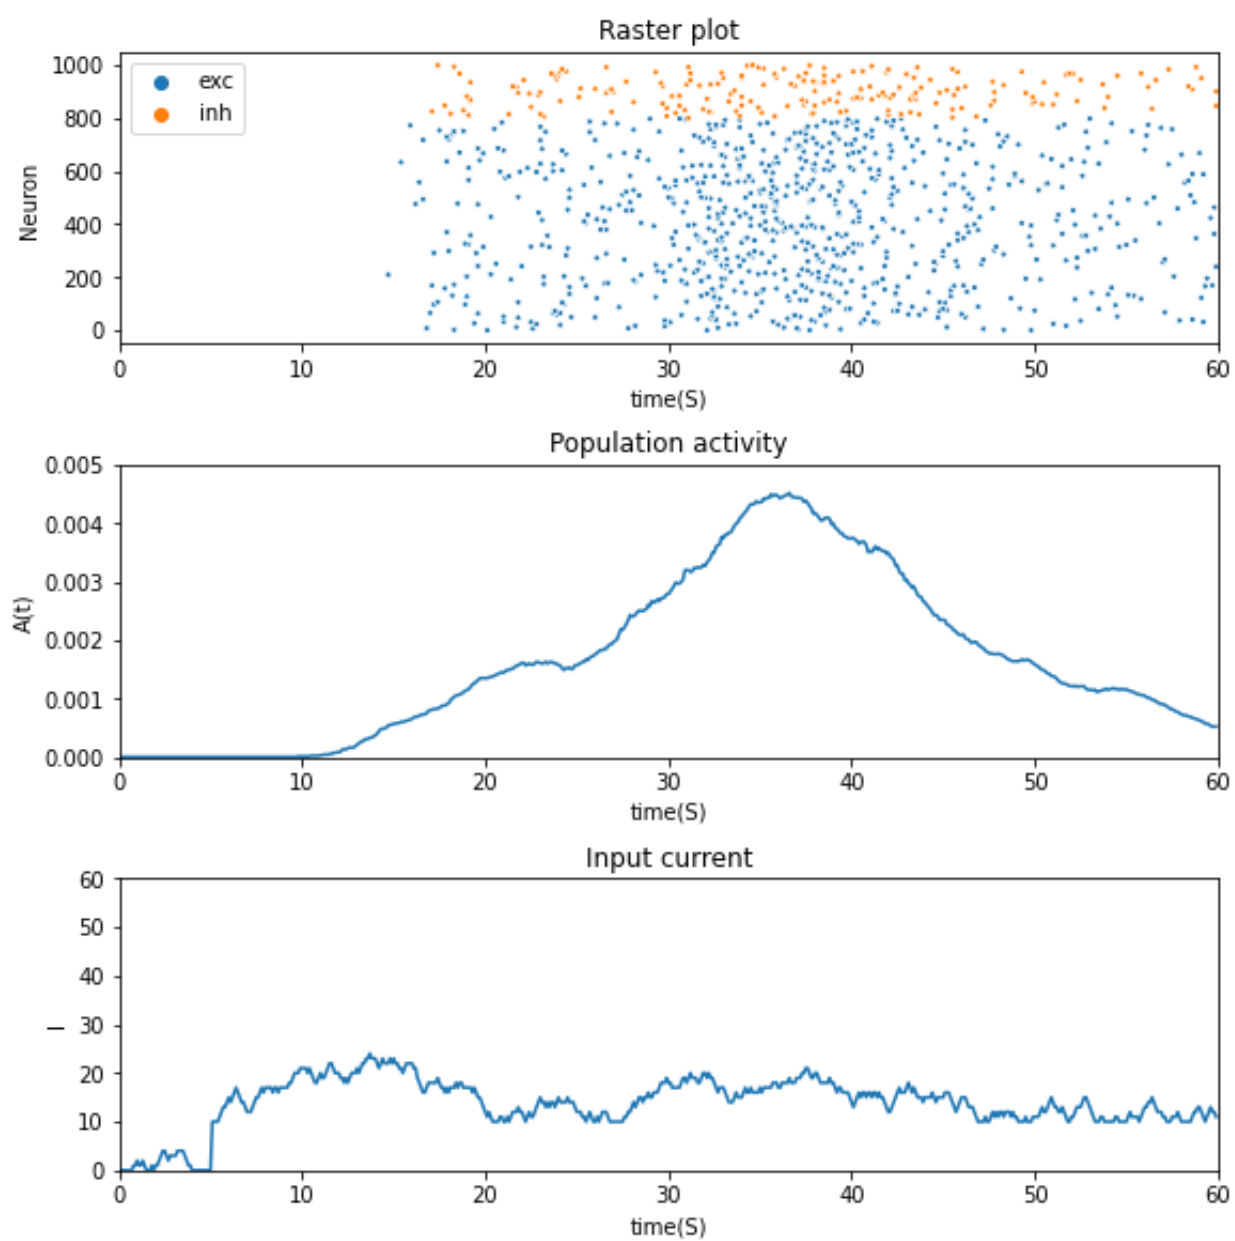 Raster plot
1000
800
600
400
200
0
Neuron
exc
inh
0 10 20 30 40 50 60
time(S)
Population activity
0.005
0.004
0.003
0.002
0.001
0.000
A(t)
0 10 20 30 40 50 60
time(S)
Input current
60
50
40
30
20
10
0
I
0 10 20 30 40 50 60
time(S)